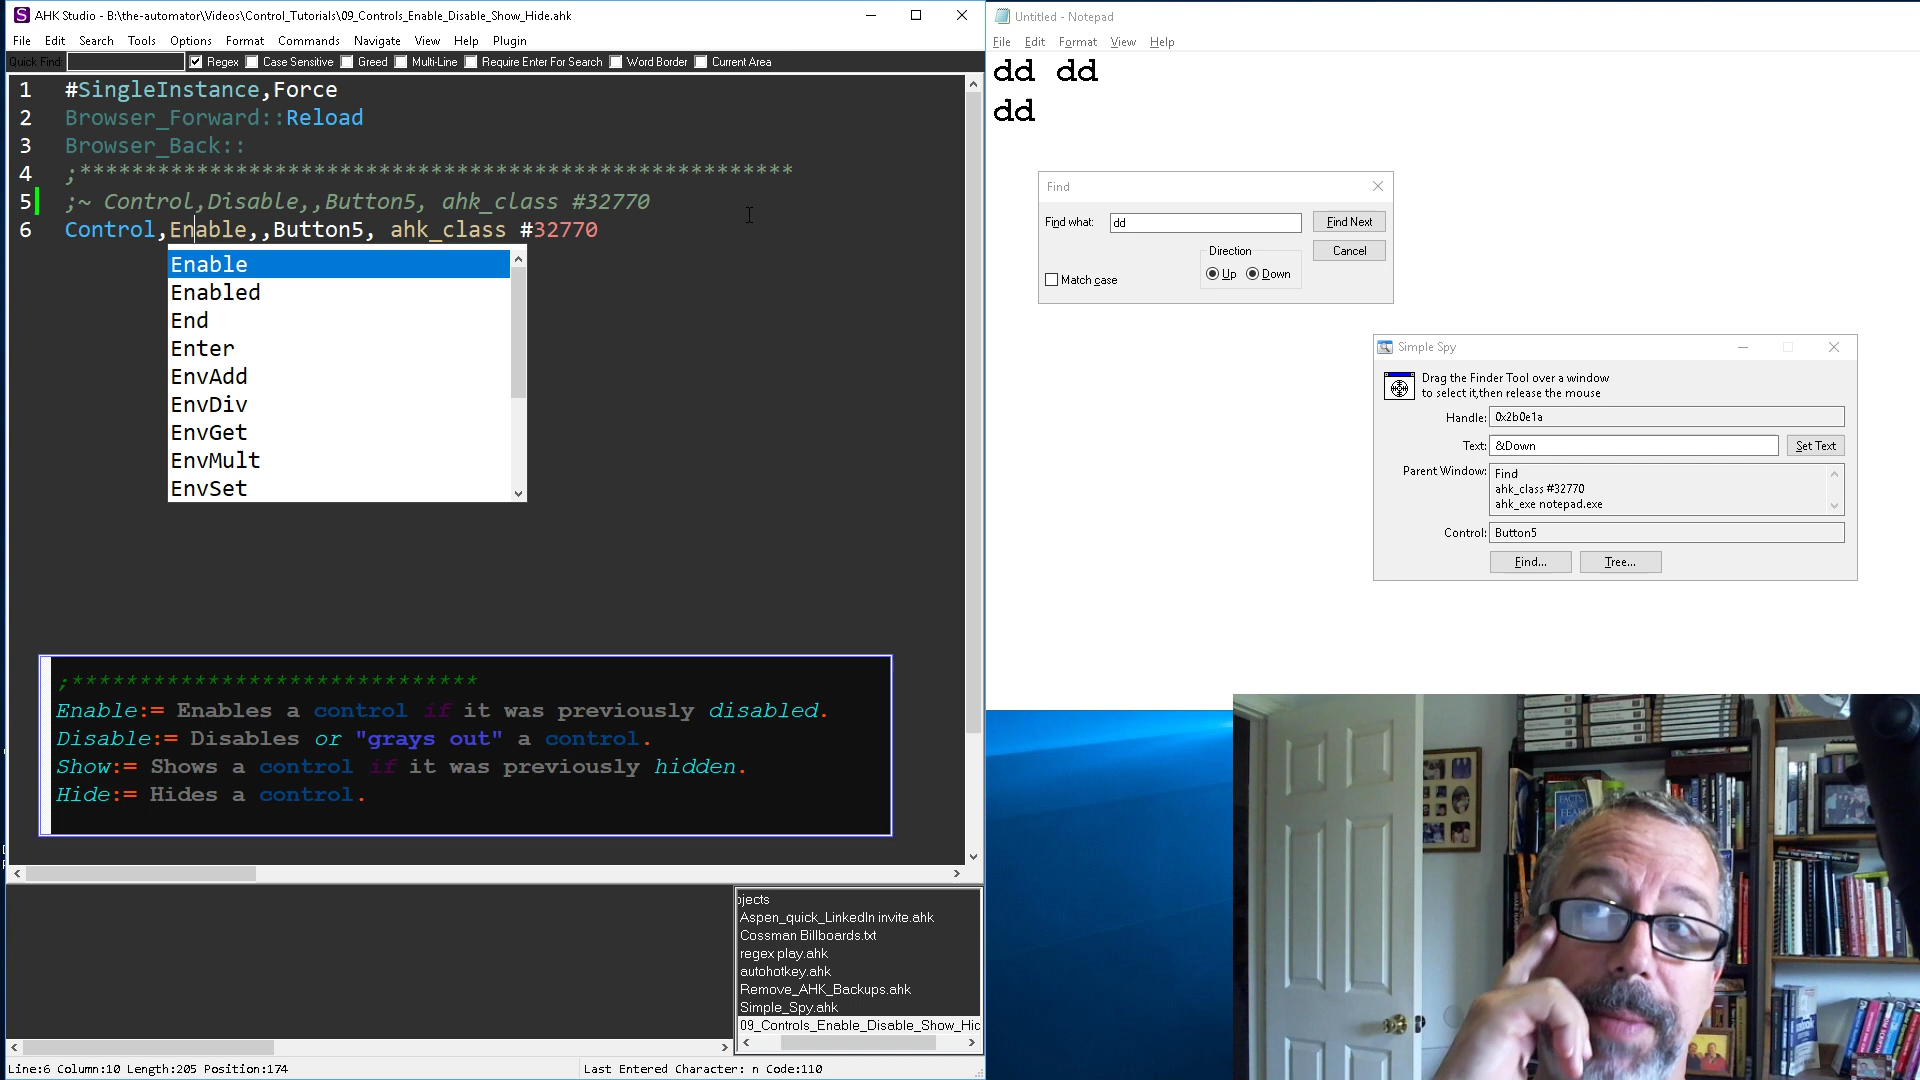 AHK Studio - B:\the-automator\Videos\Control_Tutorials\09_Controls_Enable_Disable_Show_Hide.ahk
File Edit Search Tools Options Format Commands Navigate View Help Plugin
Quick Find: Regex Case Sensitive Greed Multi-Line Require Enter For Search Word Border Current Area
1 #SingleInstance,Force
2 Browser_Forward::Reload
3 Browser_Back::
4 ;*******************************************************
5 ;~ Control,Disable,,Button5, ahk_class #32770
6 Control,Enable,,Button5, ahk_class #32770
Enable
Enabled
End
Enter
EnvAdd
EnvDiv
EnvGet
EnvMult
EnvSet
;******************************
Enable:= Enables a control if it was previously disabled.
Disable:= Disables or "grays out" a control.
Show:= Shows a control if it was previously hidden.
Hide:= Hides a control.
Aspen_quick_LinkedIn invite.ahk
Cossman Billboards.txt
regex play.ahk
autohotkey.ahk
Remove_AHK_Backups.ahk
Simple_Spy.ahk
09_Controls_Enable_Disable_Show_Hid
Line:6 Column:10 Length:205 Position:174
Last Entered Character: n Code:110
Untitled - Notepad
File Edit Format View Help
dd dd
dd
Find
Find what: dd Find Next
Direction Cancel
Up Down
Match case
Simple Spy
Drag the Finder Tool over a window
to select it,then release the mouse
Handle: 0x2b0e1a
Text: &Down Set Text
Parent Window: Find
ahk_class #32770
ahk_exe notepad.exe
Control: Button5
Find... Tree...